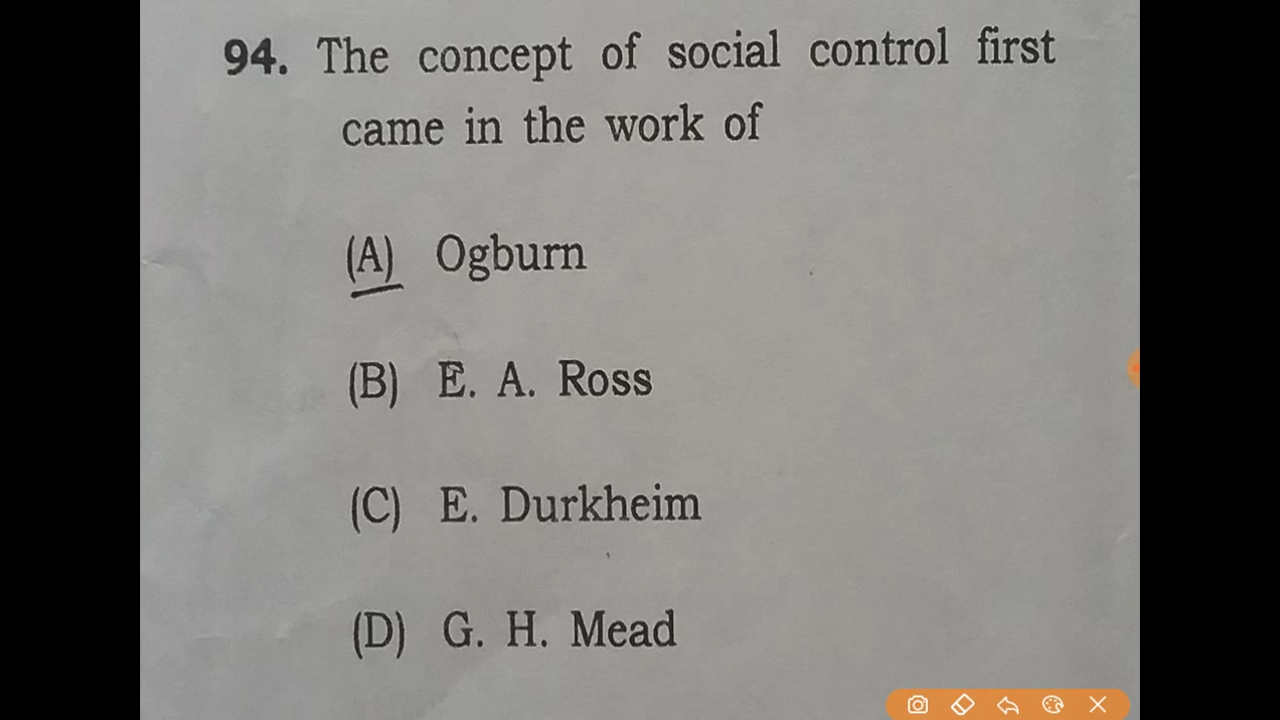 94. The concept of social control first
came in the work of
(A) Ogburn
(B) E. A. Ross
(C) E. Durkheim
(D) G. H. Mead